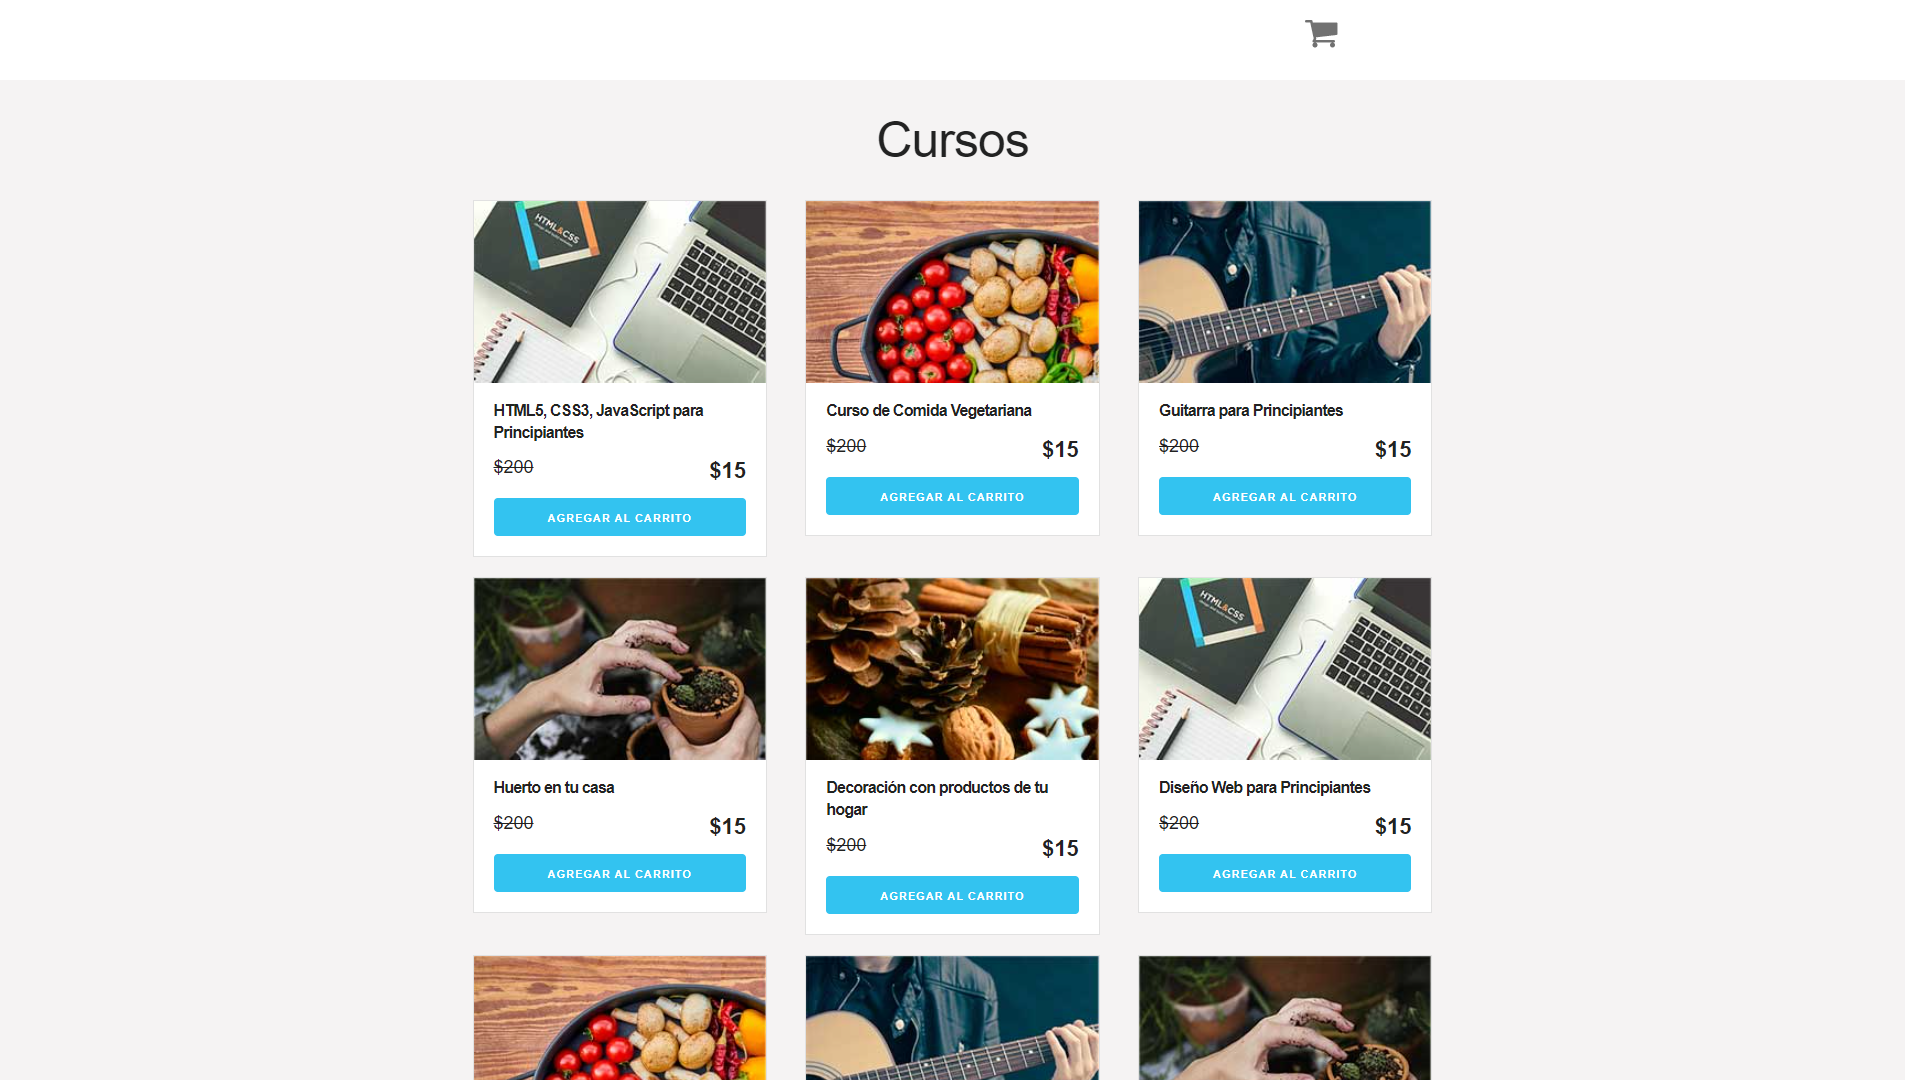 Cursos
HTML&CSS
HTML5, CSS3, JavaScript para
Principiantes
$200
$15
AGREGAR AL CARRITO
Curso de Comida Vegetariana
$200
$15
AGREGAR AL CARRITO
Guitarra para Principiantes
$200
$15
AGREGAR AL CARRITO
Huerto en tu casa
$200
$15
AGREGAR AL CARRITO
Decoración con productos de tu
hogar
$200
$15
AGREGAR AL CARRITO
HTML&CSS
Diseño Web para Principiantes
$200
$15
AGREGAR AL CARRITO